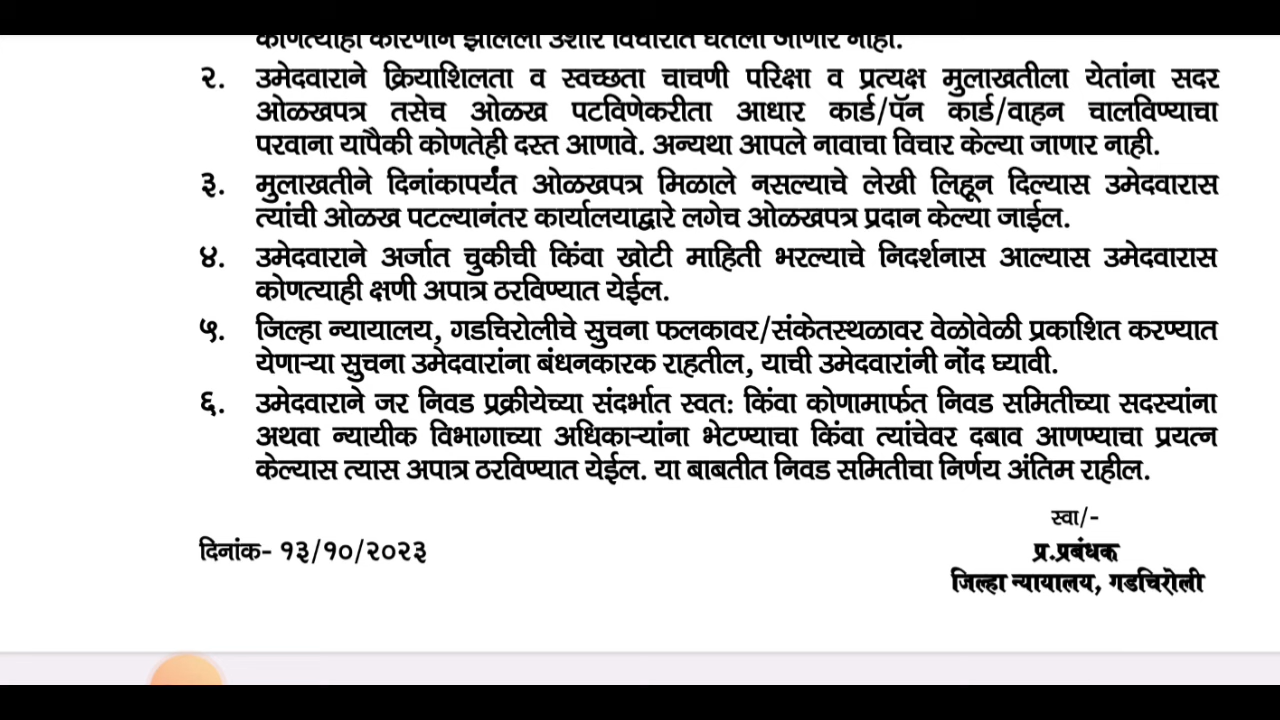 कोणत्याही कारणाने झालेला उशीर विचारात घेतला जाणार नाही.
२. उमेदवाराने क्रियाशिलता व स्वच्छता चाचणी परिक्षा व प्रत्यक्ष मुलाखतीला येतांना सदर
ओळखपत्र तसेच ओळख पटविणेकरीता आधार कार्ड/पॅन कार्ड/वाहन चालविण्याचा
परवाना यापैकी कोणतेही दस्त आणावे. अन्यथा आपले नावाचा विचार केल्या जाणार नाही.
३. मुलाखतीने दिनांकापर्यंत ओळखपत्र मिळाले नसल्याचे लेखी लिहून दिल्यास उमेदवारास
त्यांची ओळख पटल्यानंतर कार्यालयाद्वारे लगेच ओळखपत्र प्रदान केल्या जाईल.
४. उमेदवाराने अर्जात चुकीची किंवा खोटी माहिती भरल्याचे निदर्शनास आल्यास उमेदवारास
कोणत्याही क्षणी अपात्र ठरविण्यात येईल.
५. जिल्हा न्यायालय, गडचिरोलीचे सुचना फलकावर/संकेतस्थळावर वेळोवेळी प्रकाशित करण्यात
येणाऱ्या सुचना उमेदवारांना बंधनकारक राहतील, याची उमेदवारांनी नोंद घ्यावी.
६. उमेदवाराने जर निवड प्रक्रीयेच्या संदर्भात स्वत: किंवा कोणामार्फत निवड समितीच्या सदस्यांना
अथवा न्यायीक विभागाच्या अधिकाऱ्यांना भेटण्याचा किंवा त्यांचेवर दबाव आणण्याचा प्रयत्न
केल्यास त्यास अपात्र ठरविण्यात येईल. या बाबतीत निवड समितीचा निर्णय अंतिम राहील.
स्वा/-
दिनांक- १३/१०/२०२३
प्र.प्रबंधक
जिल्हा न्यायालय, गडचिरोली